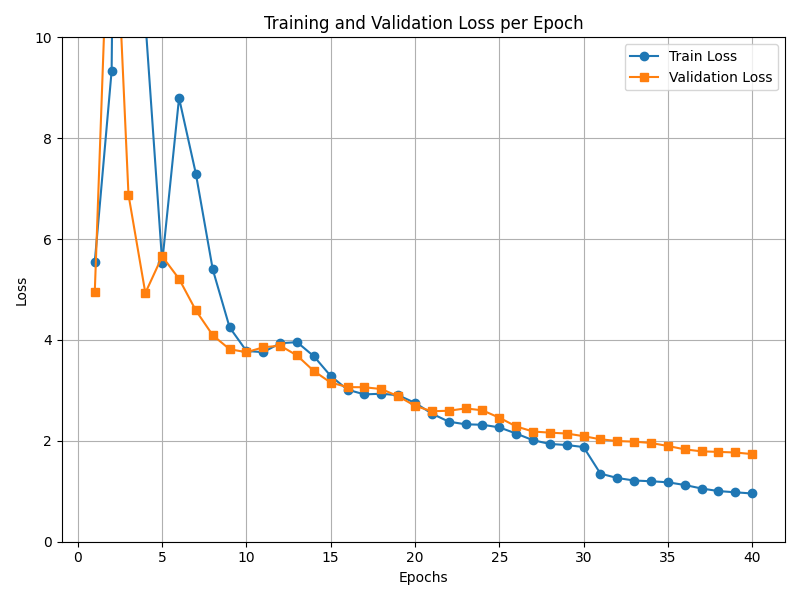 Training and Validation Loss per Epoch
10
8
6
4
2
0
Loss
Train Loss
Validation Loss
0 5 10 15 20 25 30 35 40
Epochs